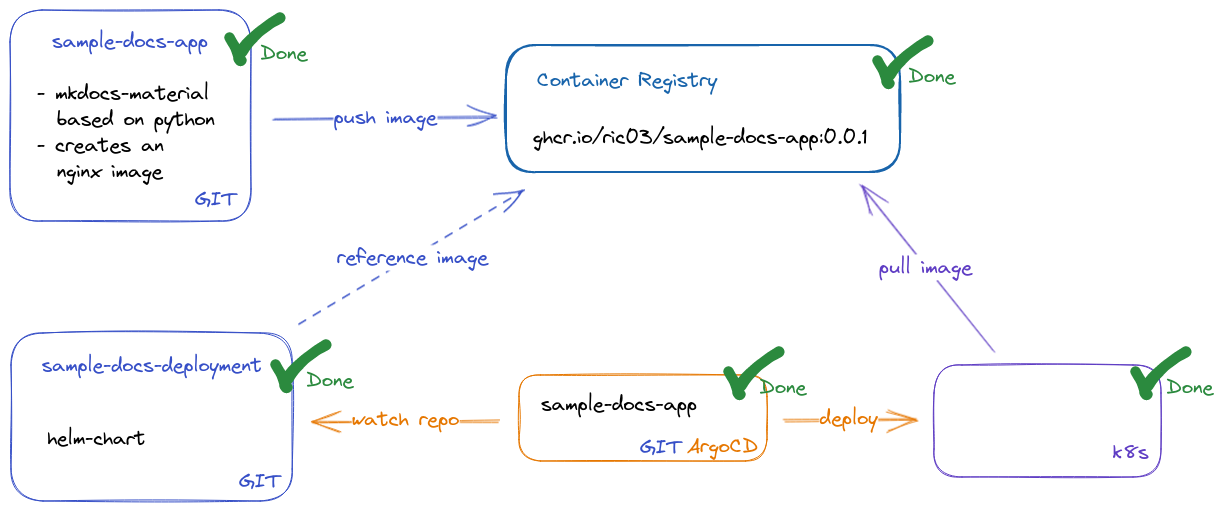 sample-docs-app
Done
- mkdocs-material
based on python
- creates an
nginx image
GIT
push image
Container Registry
Done
ghcr.io/ric03/sample-docs-app:0.0.1
reference image
pull image
sample-docs-deployment
Done
helm-chart
GIT
watch repo
sample-docs-app
Done
GIT ArgoCD
deploy
Done
k8s